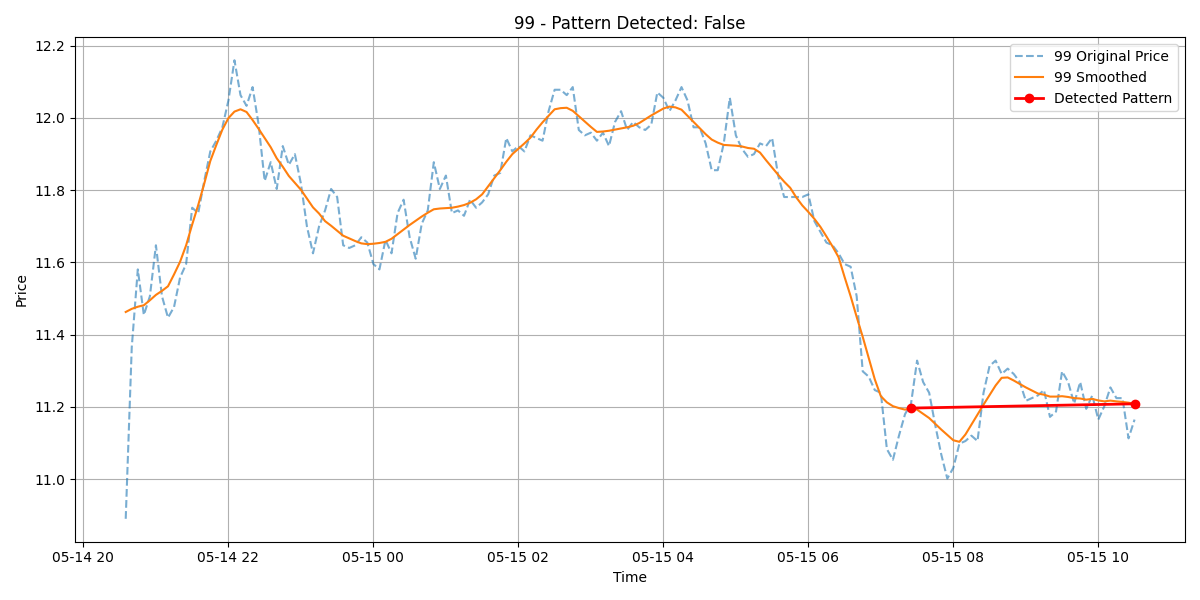 99 - Pattern Detected: False
99 Original Price
99 Smoothed
Detected Pattern
Price
12.2
12.0
11.8
11.6
11.4
11.2
11.0
05-14 20
05-14 22
05-15 00
05-15 02
05-15 04
05-15 06
05-15 08
05-15 10
Time